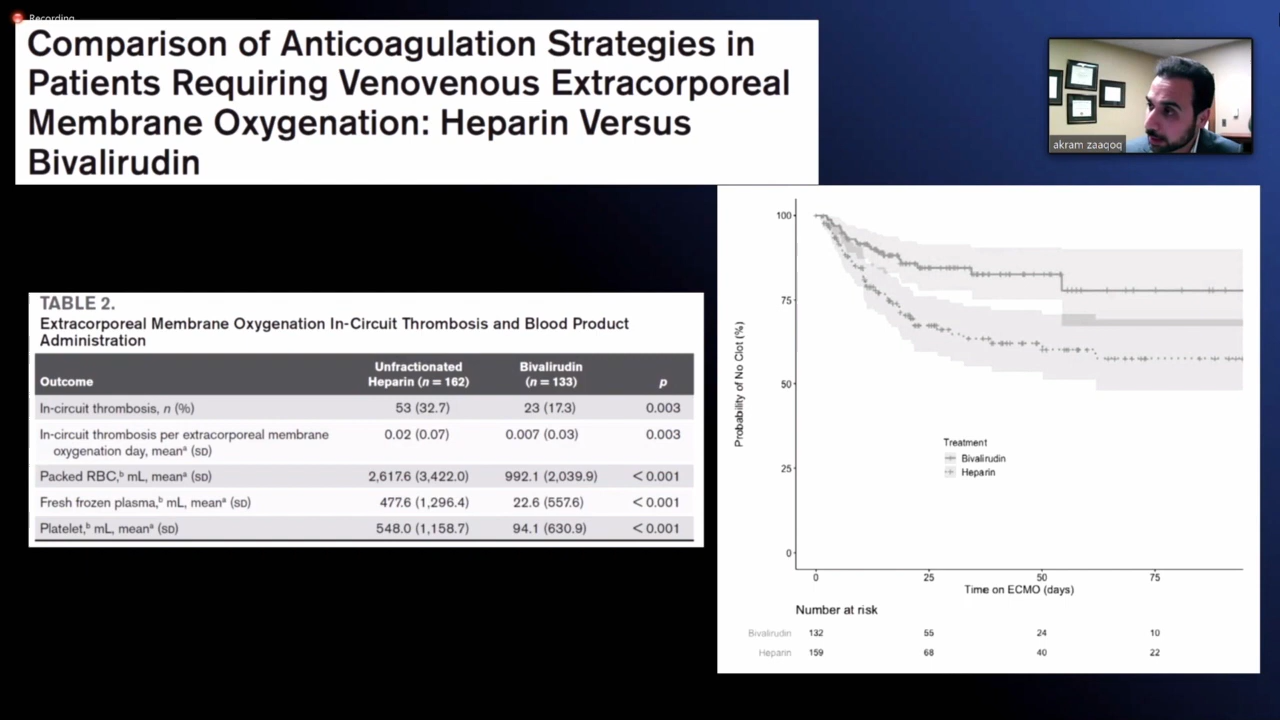 Recording
Comparison of Anticoagulation Strategies in
Patients Requiring Venovenous Extracorporeal
Membrane Oxygenation: Heparin Versus
Bivalirudin
akram zaaqoq
TABLE 2.
Extracorporeal Membrane Oxygenation In-Circuit Thrombosis and Blood Product
Administration
Outcome Unfractionated Heparin (n = 162) Bivalirudin (n = 133) p
In-circuit thrombosis, n (%) 53 (32.7) 23 (17.3) 0.003
In-circuit thrombosis per extracorporeal membrane 0.02 (0.07) 0.007 (0.03) 0.003
oxygenation day, meanᵃ (SD)
Packed RBC,ᵇ mL, meanᵃ (SD) 2,617.6 (3,422.0) 992.1 (2,039.9) < 0.001
Fresh frozen plasma,ᵇ mL, meanᵃ (SD) 477.6 (1,296.4) 22.6 (557.6) < 0.001
Platelet,ᵇ mL, meanᵃ (SD) 548.0 (1,158.7) 94.1 (630.9) < 0.001
Probability of No Clot (%)
100
75
50
25
0
Treatment
Bivalirudin
Heparin
0 25 50 75
Time on ECMO (days)
Number at risk
Bivalirudin 132 55 24 10
Heparin 159 68 40 22